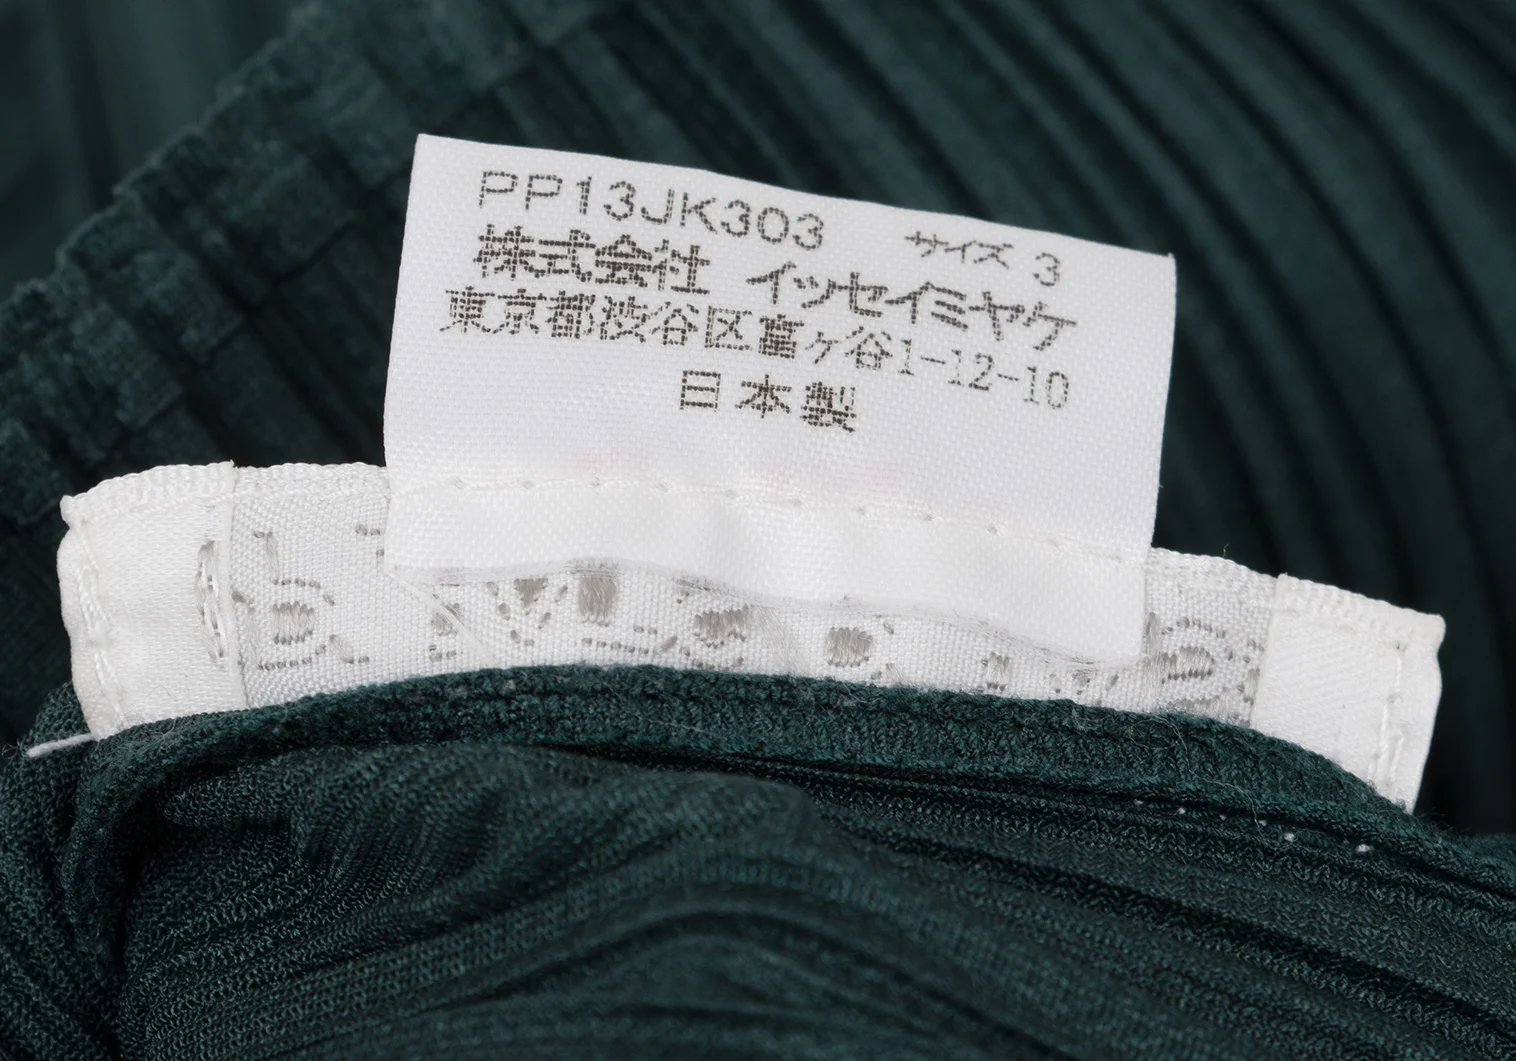 PP13JK303 サイズ 3
株式会社 イッセイミヤケ
東京都渋谷区富ヶ谷1-12-10
日本製